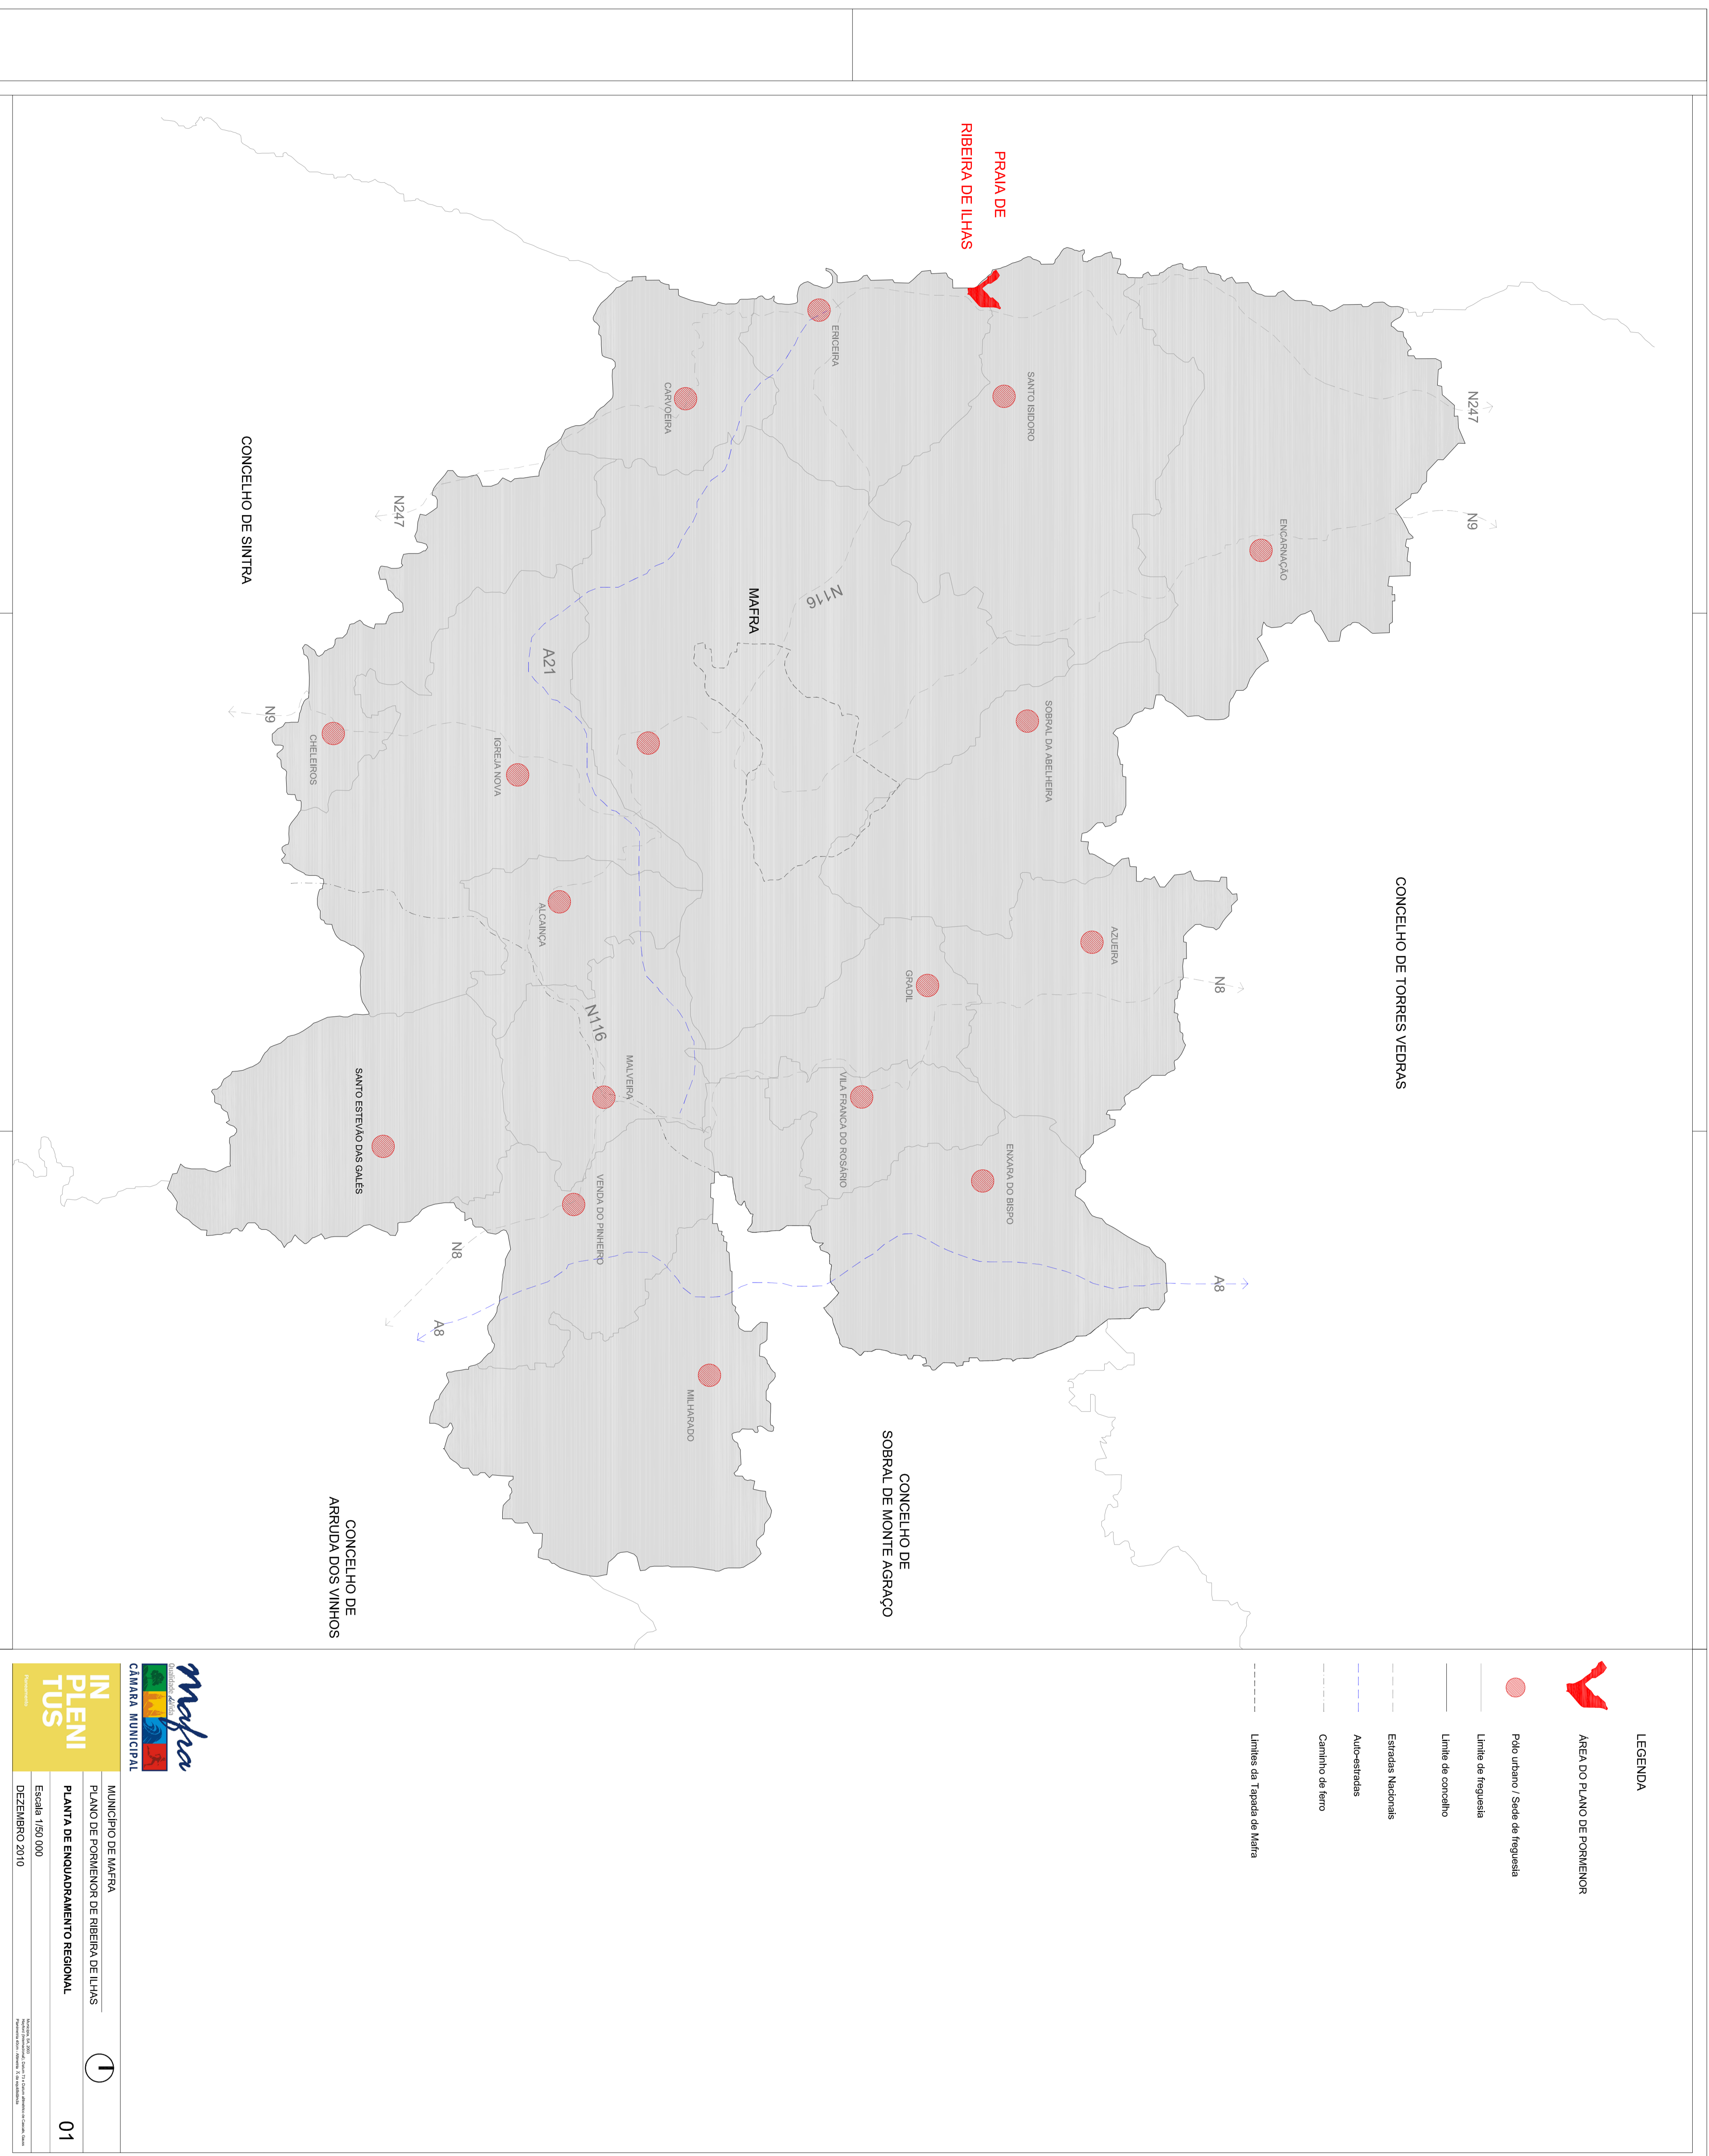 PRAIA DE
RIBEIRA DE ILHAS
N247
N9
ENCARNAÇÃO
SANTO ISIDORO
ERICEIRA
CARVOEIRA
N247
CONCELHO DE SINTRA
MAFRA
N116
A21
N9
CHELEIROS
IGREJA NOVA
SOBRAL DA ABELHEIRA
CONCELHO DE TORRES VEDRAS
AZUEIRA
N8
GRADIL
ALCAINÇA
N116
MALVEIRA
VILA FRANCA DO ROSÁRIO
ENXARA DO BISPO
SANTO ESTEVÃO DAS GALÉS
VENDA DO PINHEIRO
N8
A8
A8
MILHARADO
CONCELHO DE
SOBRAL DE MONTE AGRAÇO
CONCELHO DE
ARRUDA DOS VINHOS
LEGENDA
ÁREA DO PLANO DE PORMENOR
Pólo urbano / Sede de freguesia
Limite de freguesia
Limite de concelho
Estradas Nacionais
Auto-estradas
Caminho de ferro
Limites da Tapada de Mafra
Mafra
CÂMARA MUNICIPAL
IN
PLENI
TUS
Planeamento
MUNICÍPIO DE MAFRA
PLANO DE PORMENOR DE RIBEIRA DE ILHAS
PLANTA DE ENQUADRAMENTO REGIONAL
01
Escala 1/50 000
DEZEMBRO 2010